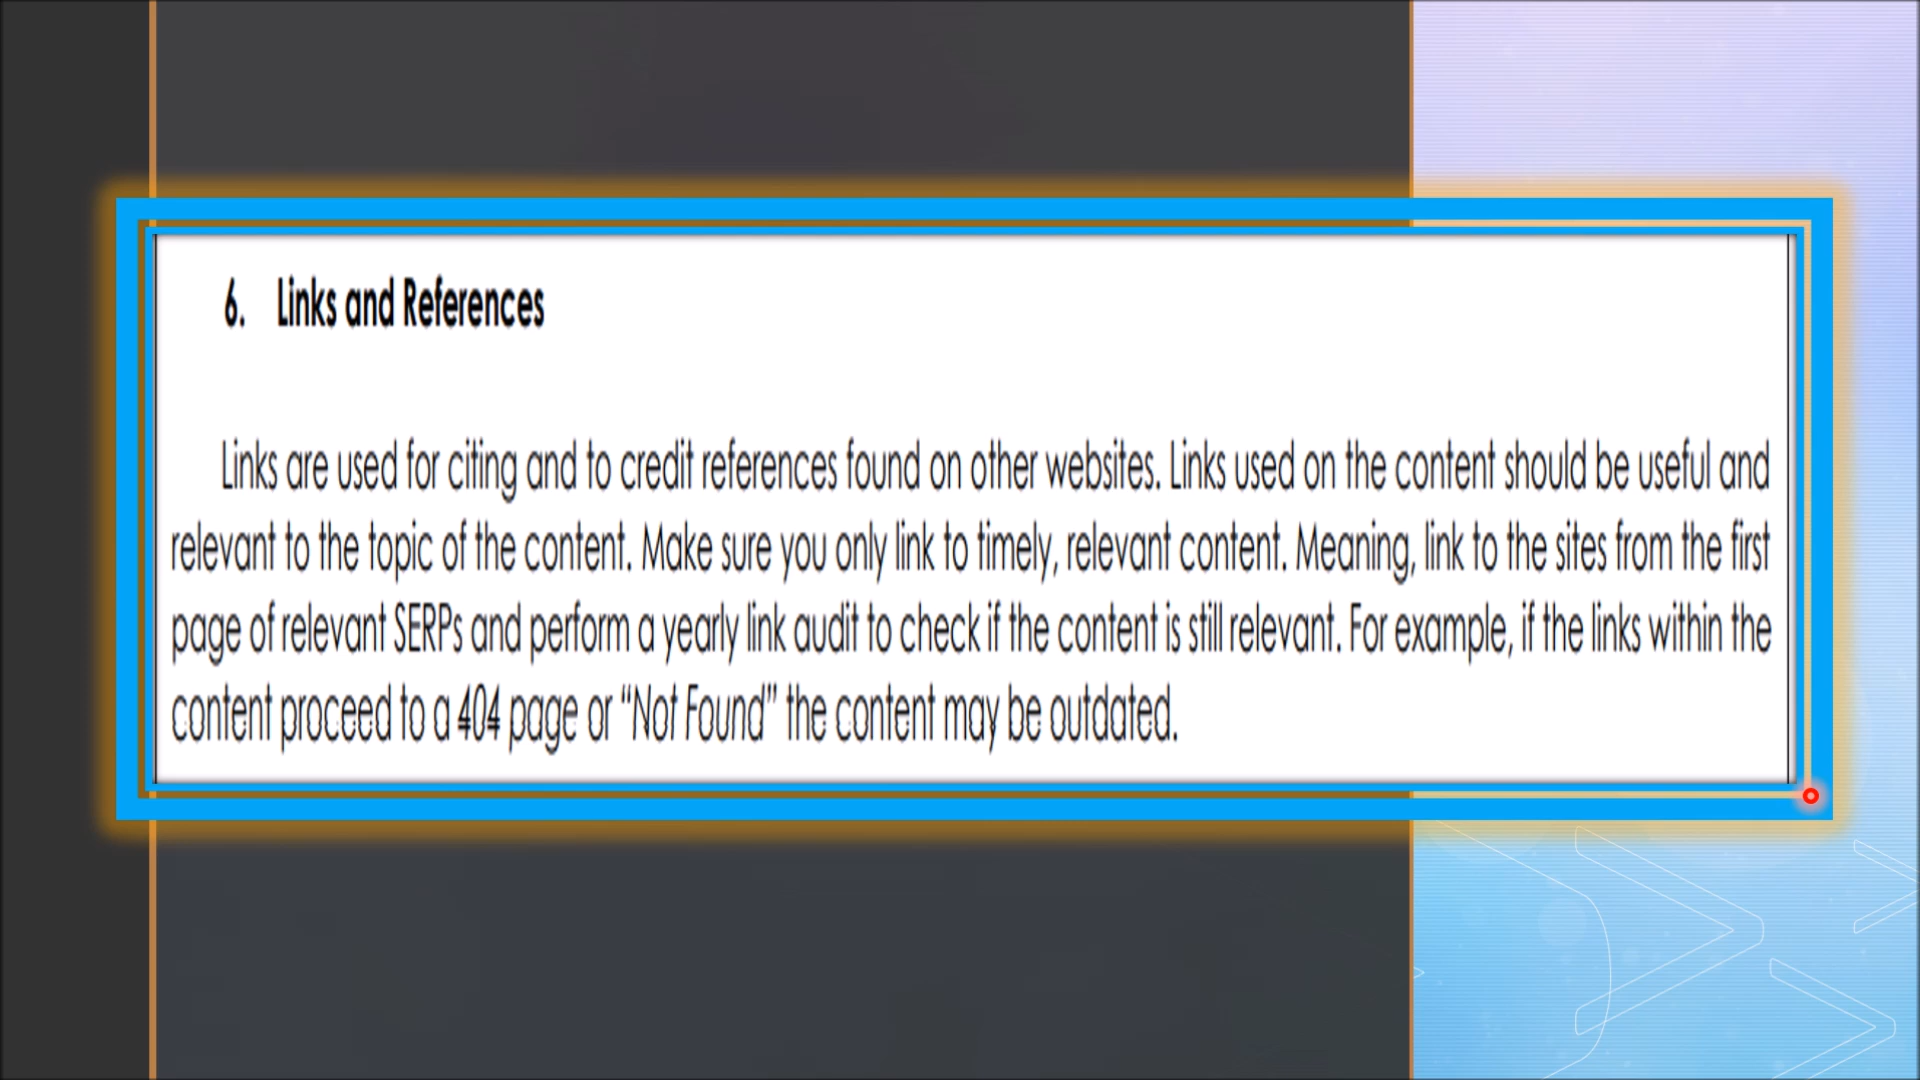 6. Links and References
Links are used for citing and to credit references found on other websites. Links used on the content should be useful and
relevant to the topic of the content. Make sure you only link to timely, relevant content. Meaning, link to the sites from the first
page of relevant SERPs and perform a yearly link audit to check if the content is still relevant. For example, if the links within the
content proceed to a 404 page or “Not Found” the content may be outdated.